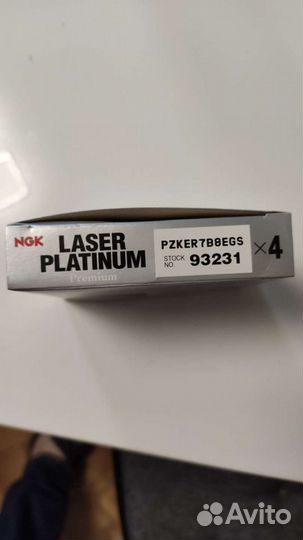 NGK
LASER
PLATINUM
Premium
PZKER7B8EGS
STOCK
NO
93231
×4
Avito